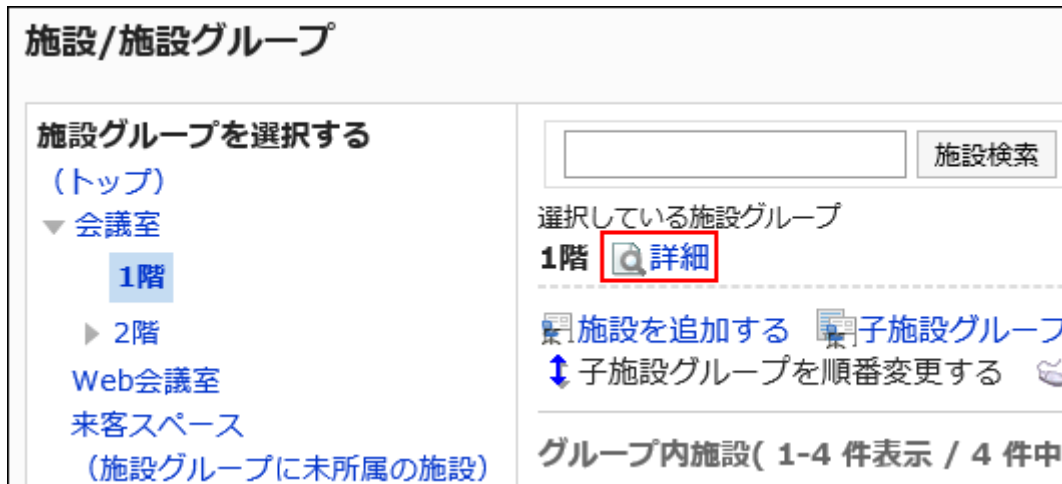 施設/施設グループ
施設グループを選択する
(トップ)
会議室
1階
2階
Web会議室
来客スペース
(施設グループに未所属の施設)
施設検索
選択している施設グループ
1階 詳細
施設を追加する 子施設グループ
子施設グループを順番変更する
グループ内施設( 1-4 件表示 / 4 件中